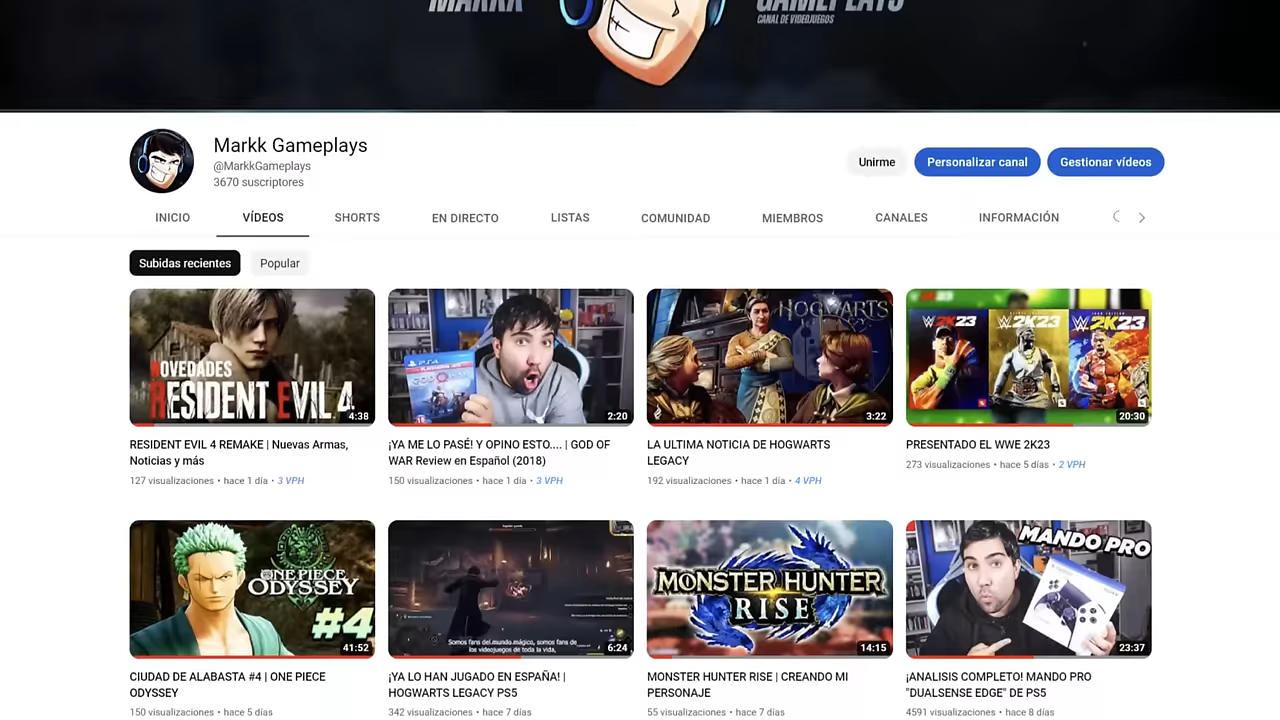 MARKK
GAMEPLAYS
CANAL DE VIDEOJUEGOS
Markk Gameplays
@MarkkGameplays
3670 suscriptores
Unirme
Personalizar canal
Gestionar vídeos
INICIO
VÍDEOS
SHORTS
EN DIRECTO
LISTAS
COMUNIDAD
MIEMBROS
CANALES
INFORMACIÓN
Subidas recientes
Popular
NOVEDADES
RESIDENT EVIL 4
4:38
PS4
GOD OF WAR
2:20
HOGWARTS
3:22
2K23
W2K23
W2K23
W2K23
20:30
RESIDENT EVIL 4 REMAKE | Nuevas Armas,
Noticias y más
127 visualizaciones • hace 1 día • 3 VPH
¡YA ME LO PASÉ! Y OPINO ESTO.... | GOD OF
WAR Review en Español (2018)
150 visualizaciones • hace 1 día • 3 VPH
LA ULTIMA NOTICIA DE HOGWARTS
LEGACY
192 visualizaciones • hace 1 día • 4 VPH
PRESENTADO EL WWE 2K23
273 visualizaciones • hace 5 días • 2 VPH
ONE PIECE
ODYSSEY
#4
41:52
Somos fans del mundo mágico, somos fans de
los videojuegos de toda la vida,
6:24
MONSTER HUNTER
RISE
14:15
MANDO PRO
23:37
CIUDAD DE ALABASTA #4 | ONE PIECE
ODYSSEY
150 visualizaciones • hace 5 días
¡YA LO HAN JUGADO EN ESPAÑA! |
HOGWARTS LEGACY PS5
342 visualizaciones • hace 7 días
MONSTER HUNTER RISE | CREANDO MI
PERSONAJE
55 visualizaciones • hace 7 días
¡ANALISIS COMPLETO! MANDO PRO
"DUALSENSE EDGE" DE PS5
4591 visualizaciones • hace 8 días